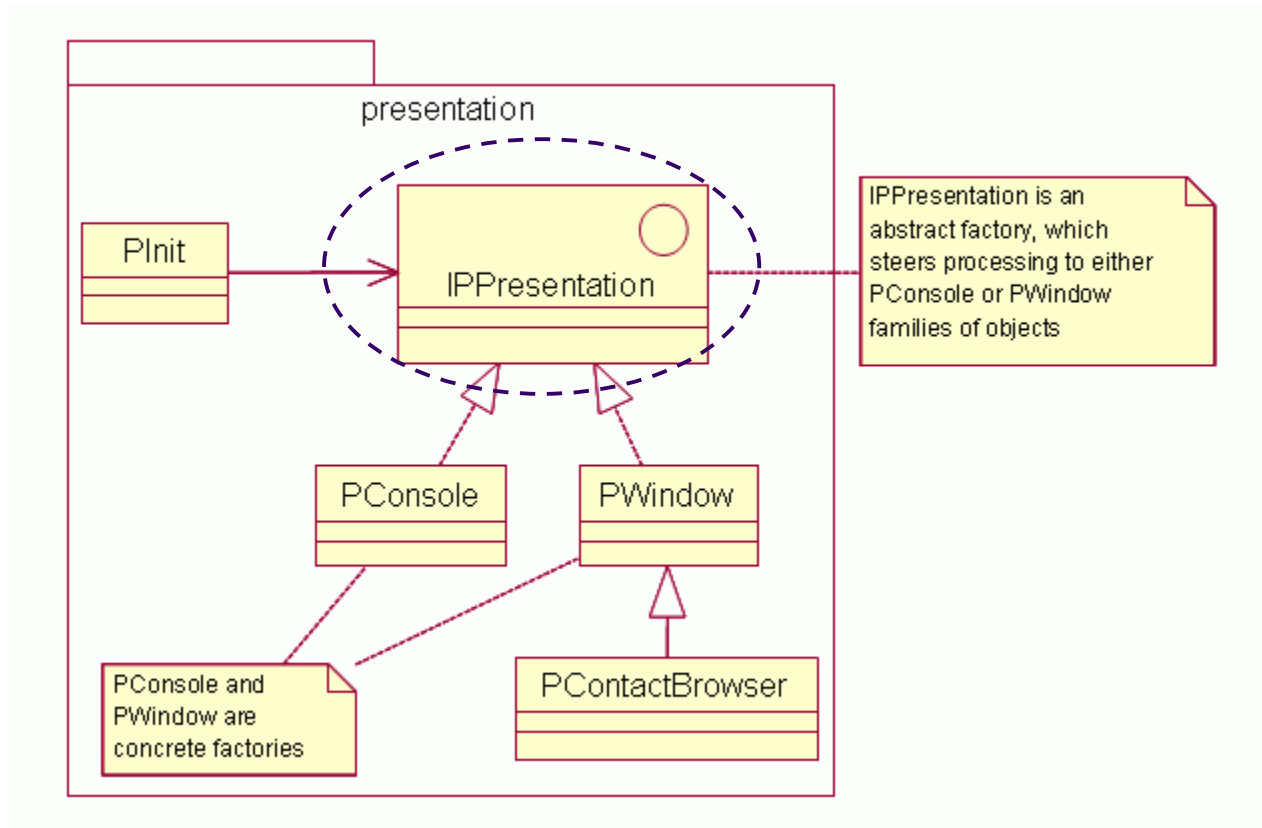 presentation
PInit
IPPresentation
IPPresentation is an
abstract factory, which
steers processing to either
PConsole or PWindow
families of objects
PConsole
PWindow
PConsole and
PWindow are
concrete factories
PContactBrowser